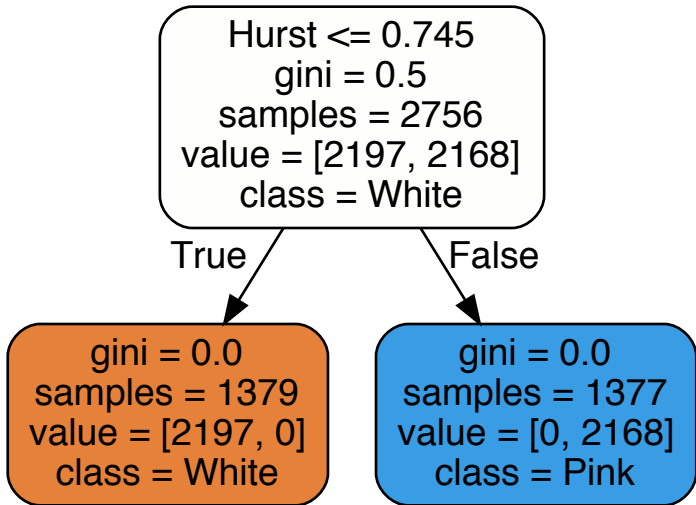 Hurst <= 0.745
gini = 0.5
samples = 2756
value = [2197, 2168]
class = White
True
False
gini = 0.0
samples = 1379
value = [2197, 0]
class = White
gini = 0.0
samples = 1377
value = [0, 2168]
class = Pink